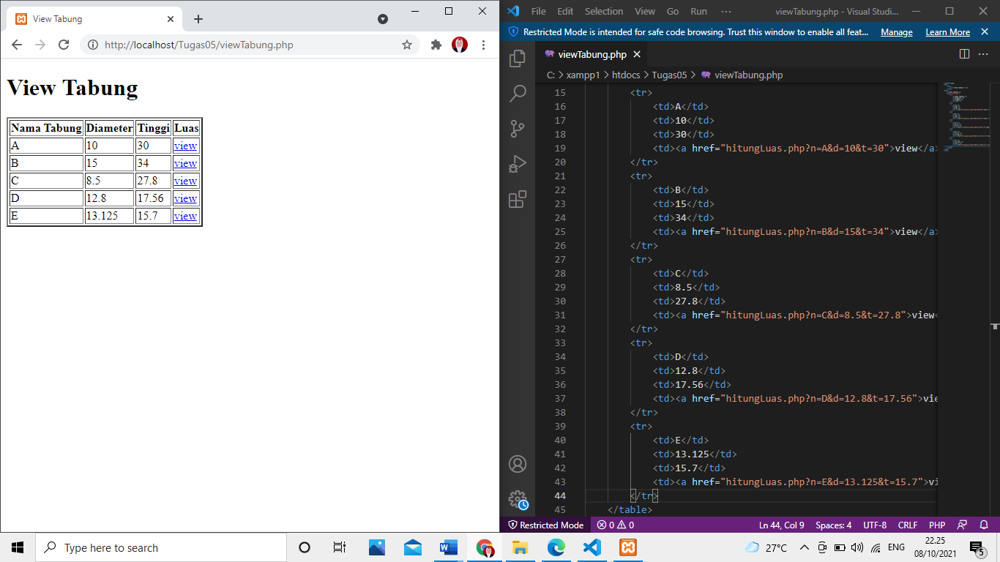 View Tabung
http://localhost/Tugas05/viewTabung.php
View Tabung
Nama Tabung Diameter Tinggi Luas
A 10 30 view
B 15 34 view
C 8.5 27.8 view
D 12.8 17.56 view
E 13.125 15.7 view
File Edit Selection View Go Run ··· viewTabung.php - Visual Studi...
Restricted Mode is intended for safe code browsing. Trust this window to enable all feat... Manage Learn More
viewTabung.php
C: > xampp1 > htdocs > Tugas05 > viewTabung.php
15 <tr>
16 <td>A</td>
17 <td>10</td>
18 <td>30</td>
19 <td><a href="hitungLuas.php?n=A&d=10&t=30">view</a>
20 </tr>
21 <tr>
22 <td>B</td>
23 <td>15</td>
24 <td>34</td>
25 <td><a href="hitungLuas.php?n=B&d=15&t=34">view</a>
26 </tr>
27 <tr>
28 <td>C</td>
29 <td>8.5</td>
30 <td>27.8</td>
31 <td><a href="hitungLuas.php?n=C&d=8.5&t=27.8">view<
32 </tr>
33 <tr>
34 <td>D</td>
35 <td>12.8</td>
36 <td>17.56</td>
37 <td><a href="hitungLuas.php?n=D&d=12.8&t=17.56">vie
38 </tr>
39 <tr>
40 <td>E</td>
41 <td>13.125</td>
42 <td>15.7</td>
43 <td><a href="hitungLuas.php?n=E&d=13.125&t=15.7">vi
44 </tr>
45 </table>
Restricted Mode 0 0 Ln 44, Col 9 Spaces: 4 UTF-8 CRLF PHP
Type here to search
27°C ENG 22.25
08/10/2021 5